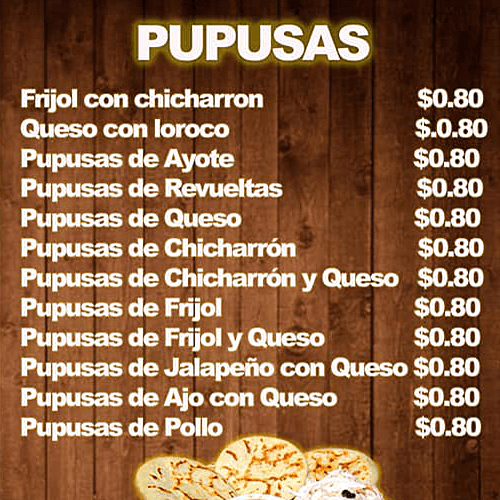 PUPUSAS
Frijol con chicharron $0.80
Queso con loroco $.0.80
Pupusas de Ayote $0.80
Pupusas de Revueltas $0.80
Pupusas de Queso $0.80
Pupusas de Chicharrón $0.80
Pupusas de Chicharrón y Queso $0.80
Pupusas de Frijol $0.80
Pupusas de Frijol y Queso $0.80
Pupusas de Jalapeño con Queso $0.80
Pupusas de Ajo con Queso $0.80
Pupusas de Pollo $0.80